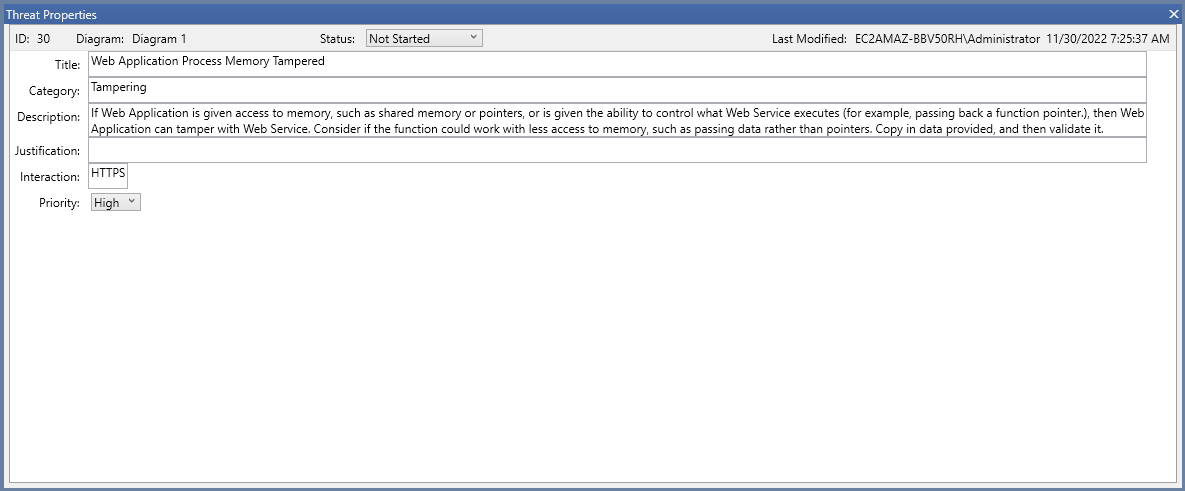 Threat Properties
ID: 30 Diagram: Diagram 1 Status: Not Started Last Modified: EC2AMAZ-BBV50RH\Administrator 11/30/2022 7:25:37 AM
Title: Web Application Process Memory Tampered
Category: Tampering
Description: If Web Application is given access to memory, such as shared memory or pointers, or is given the ability to control what Web Service executes (for example, passing back a function pointer.), then Web
Application can tamper with Web Service. Consider if the function could work with less access to memory, such as passing data rather than pointers. Copy in data provided, and then validate it.
Justification:
Interaction: HTTPS
Priority: High